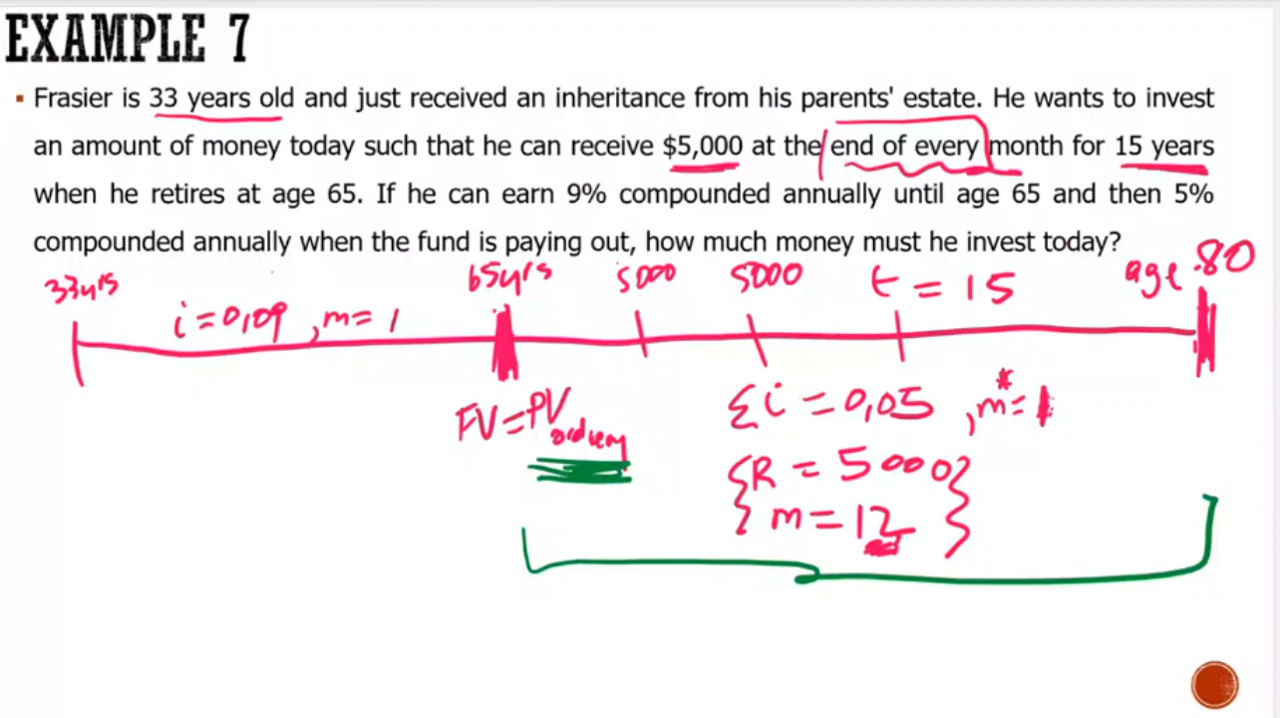 EXAMPLE 7
▪ Frasier is 33 years old and just received an inheritance from his parents' estate. He wants to invest
an amount of money today such that he can receive $5,000 at the end of every month for 15 years
when he retires at age 65. If he can earn 9% compounded annually until age 65 and then 5%
compounded annually when the fund is paying out, how much money must he invest today?
33yrs 65yrs 5000 5000 t = 15 age 80
i = 0,09 , m = 1
FV = PV i = 0,05 , m* = 1
R = 5000
m = 12